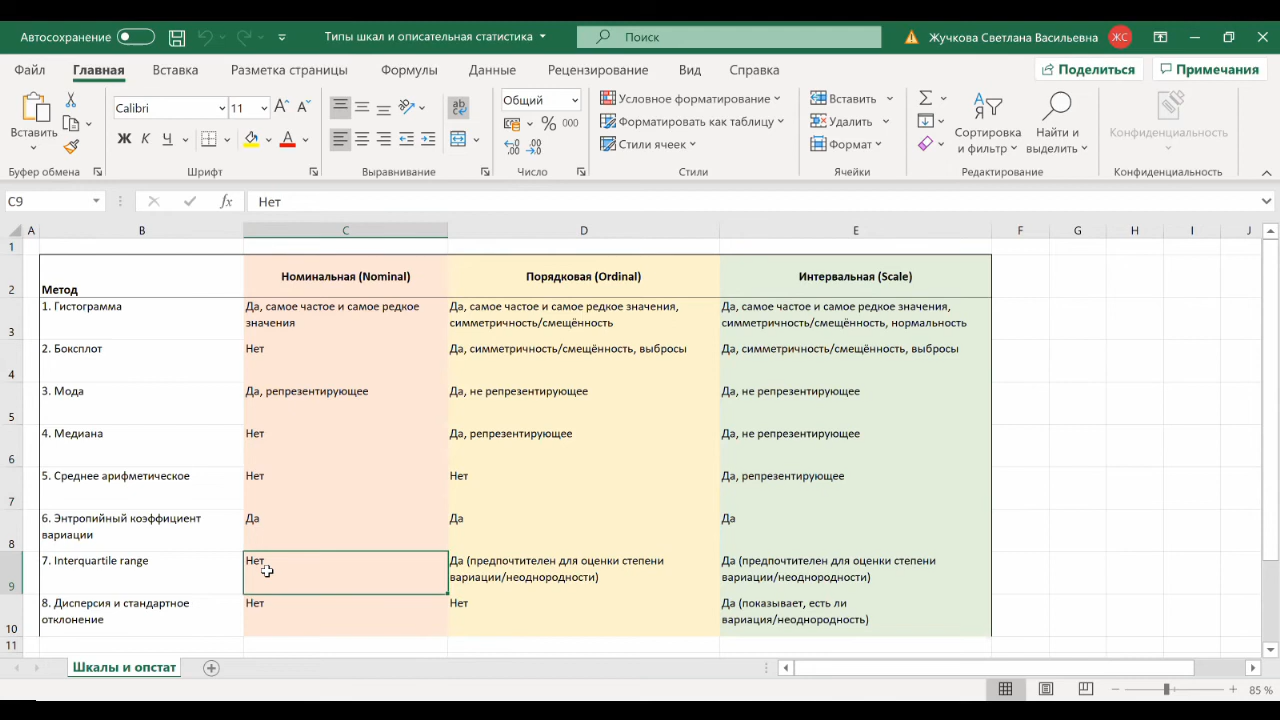 Автосохранение
Типы шкал и описательная статистика
Поиск
Жучкова Светлана Васильевна
ЖС
Файл Главная Вставка Разметка страницы Формулы Данные Рецензирование Вид Справка
Поделиться Примечания
Вставить
Calibri 11
Ж К Ч
Общий
% 000
Условное форматирование
Форматировать как таблицу
Стили ячеек
Вставить
Удалить
Формат
Сортировка
и фильтр
Найти и
выделить
Конфиденциальность
Буфер обмена Шрифт Выравнивание Число Стили Ячейки Редактирование Конфиденциальность
C9 fx Нет
A B C D E F G H I J
1
2 Метод Номинальная (Nominal) Порядковая (Ordinal) Интервальная (Scale)
1. Гистограмма Да, самое частое и самое редкое Да, самое частое и самое редкое значения, Да, самое частое и самое редкое значения,
3 значения симметричность/смещённость симметричность/смещённость, нормальность
2. Боксплот Нет Да, симметричность/смещённость, выбросы Да, симметричность/смещённость, выбросы
4
3. Мода Да, репрезентирующее Да, не репрезентирующее Да, не репрезентирующее
5
4. Медиана Нет Да, репрезентирующее Да, не репрезентирующее
6
5. Среднее арифметическое Нет Нет Да, репрезентирующее
7
6. Энтропийный коэффициент Да Да Да
8 вариации
7. Interquartile range Нет Да (предпочтителен для оценки степени Да (предпочтителен для оценки степени
9 вариации/неоднородности) вариации/неоднородности)
8. Дисперсия и стандартное Нет Нет Да (показывает, есть ли
10 отклонение вариация/неоднородность)
11
Шкалы и опстат
85 %